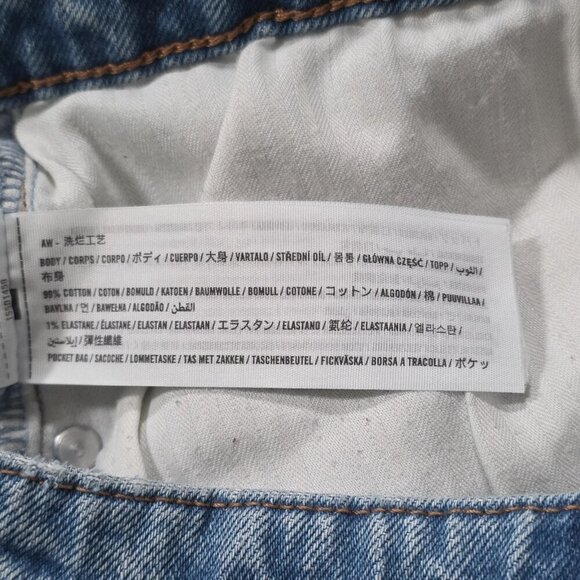 AW - 洗烂工艺
BODY / CORPS / CORPO / ボディ / CUERPO / 大身 / VARTALO / STŘEDNÍ DÍL / 몸통 / GŁÓWNA CZĘŚĆ / TOPP / الثوب /
布身
99% COTTON / COTON / BOMULD / KATOEN / BAUMWOLLE / BOMULL / COTONE / コットン / ALGODÓN / 棉 / PUUVILLAA /
BAVLNA / 면 / BAWEŁNA / ALGODÃO / القطن
1% ELASTANE / ÉLASTANE / ELASTAN / ELASTAAN / エラスタン / ELASTANO / 氨纶 / ELASTAANIA / 엘라스탄 /
إيلاستين / 彈性纖維
POCKET BAG / SACOCHE / LOMMETASKE / TAS MET ZAKKEN / TASCHENBEUTEL / FICKVÄSKA / BORSA A TRACOLLA / ポケッ